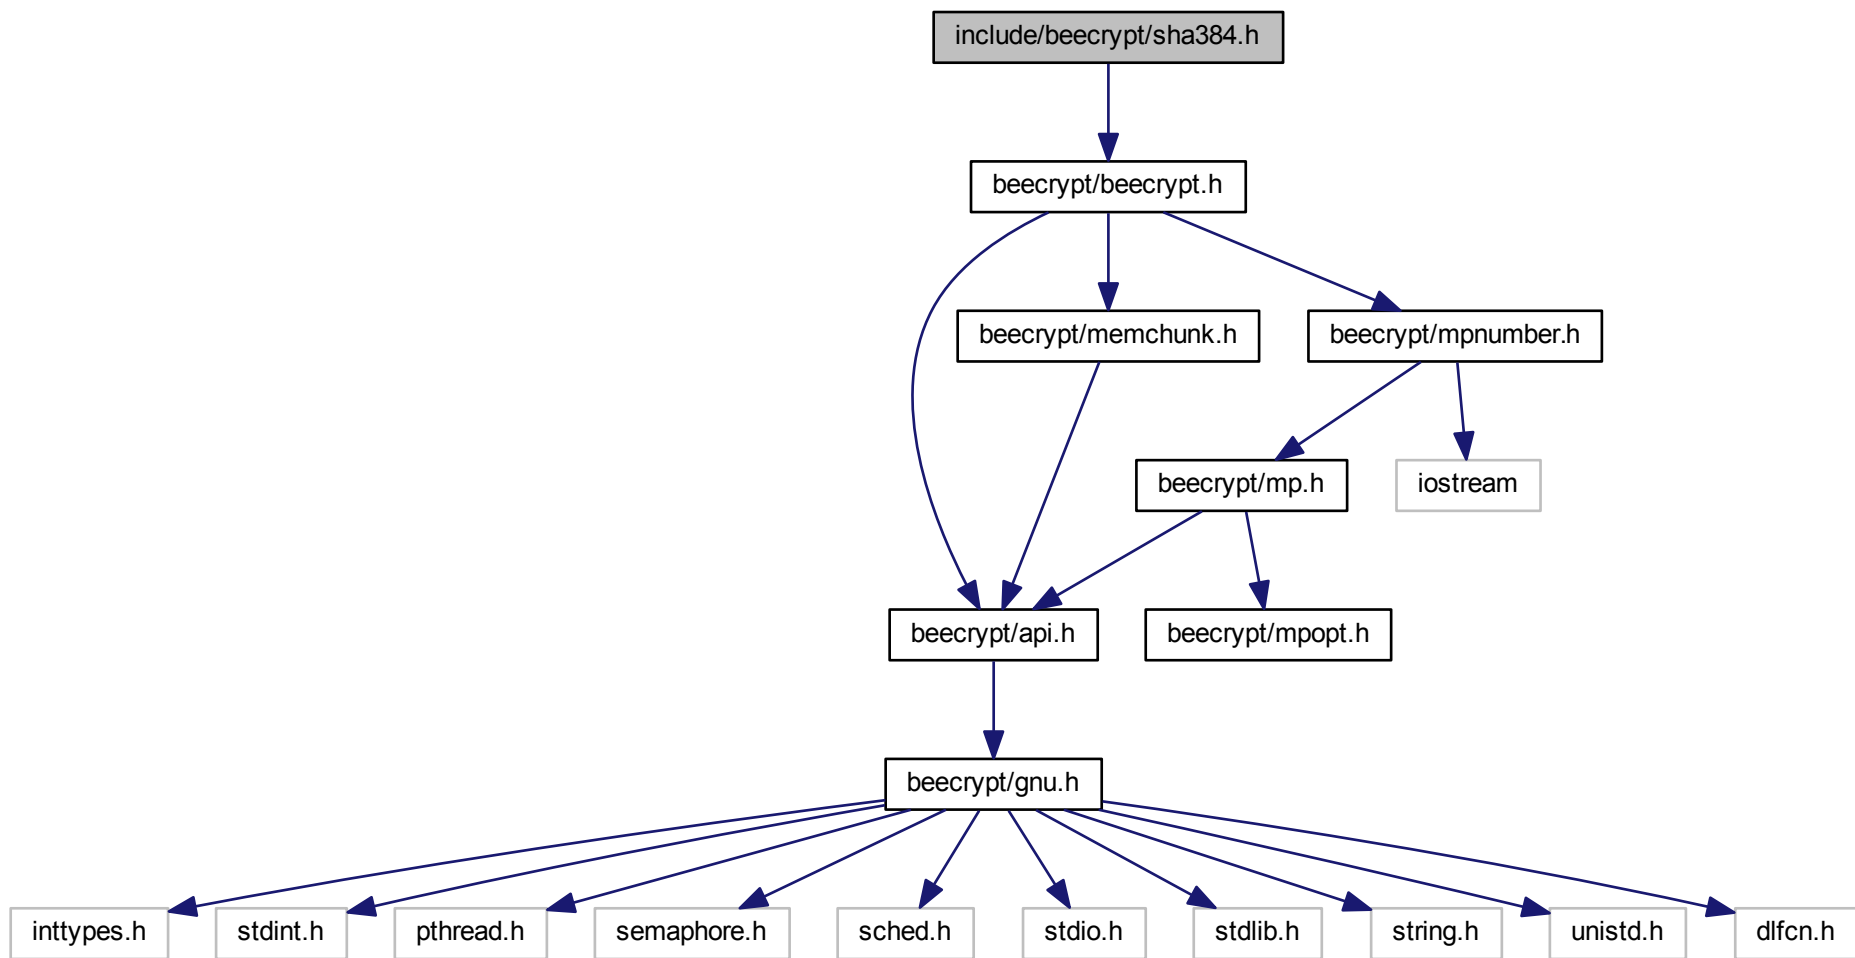 include/beecrypt/sha384.h
beecrypt/beecrypt.h
beecrypt/memchunk.h
beecrypt/mpnumber.h
beecrypt/mp.h
iostream
beecrypt/api.h
beecrypt/mpopt.h
beecrypt/gnu.h
inttypes.h
stdint.h
pthread.h
semaphore.h
sched.h
stdio.h
stdlib.h
string.h
unistd.h
dlfcn.h